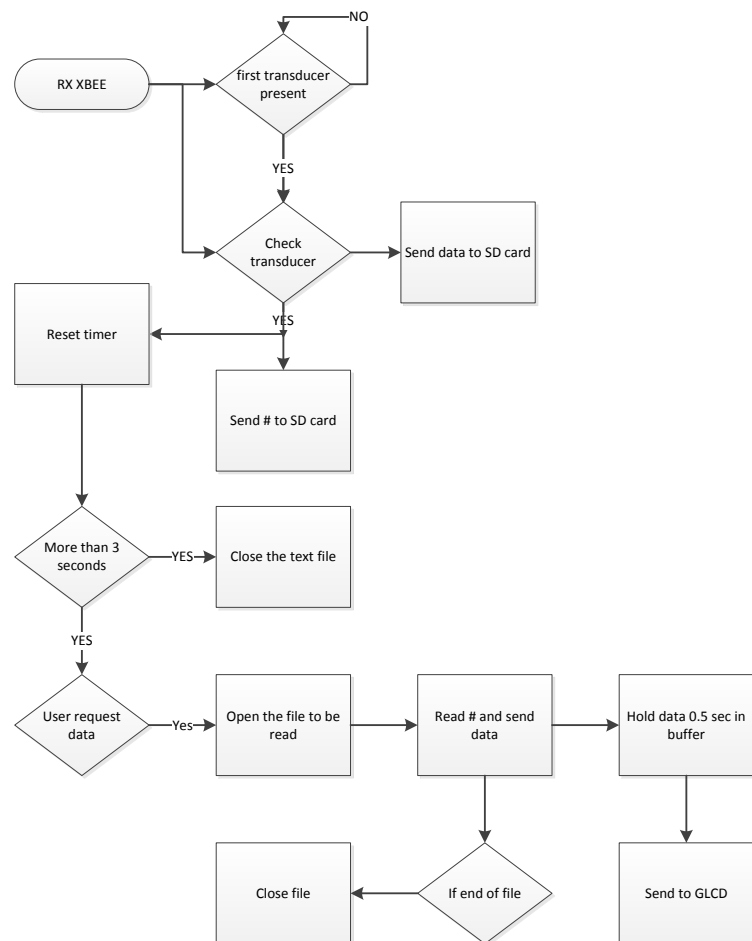 NO
RX XBEE
first transducer
present
YES
Check
transducer
Send data to SD card
YES
Reset timer
Send # to SD card
More than 3
seconds
YES
Close the text file
YES
User request
data
Yes
Open the file to be
read
Read # and send
data
Hold data 0.5 sec in
buffer
Close file
If end of file
Send to GLCD